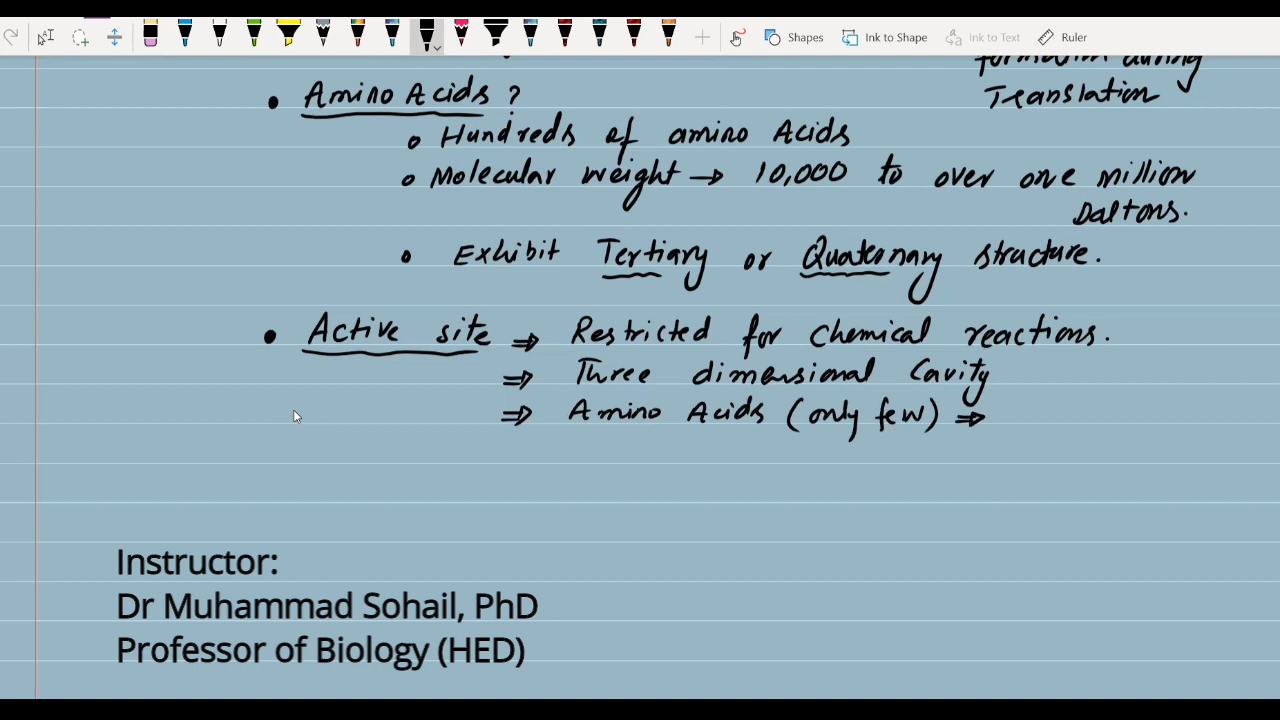 Shapes
Ink to Shape
Ink to Text
Ruler
formation during
Translation
• Amino Acids ?
o Hundreds of amino Acids
o Molecular weight → 10,000 to over one million
Daltons.
o Exhibit Tertiary or Quaternary structure.
• Active site ⇒ Restricted for chemical reactions.
⇒ Three dimensional Cavity
⇒ Amino Acids (only few) ⇒
Instructor:
Dr Muhammad Sohail, PhD
Professor of Biology (HED)